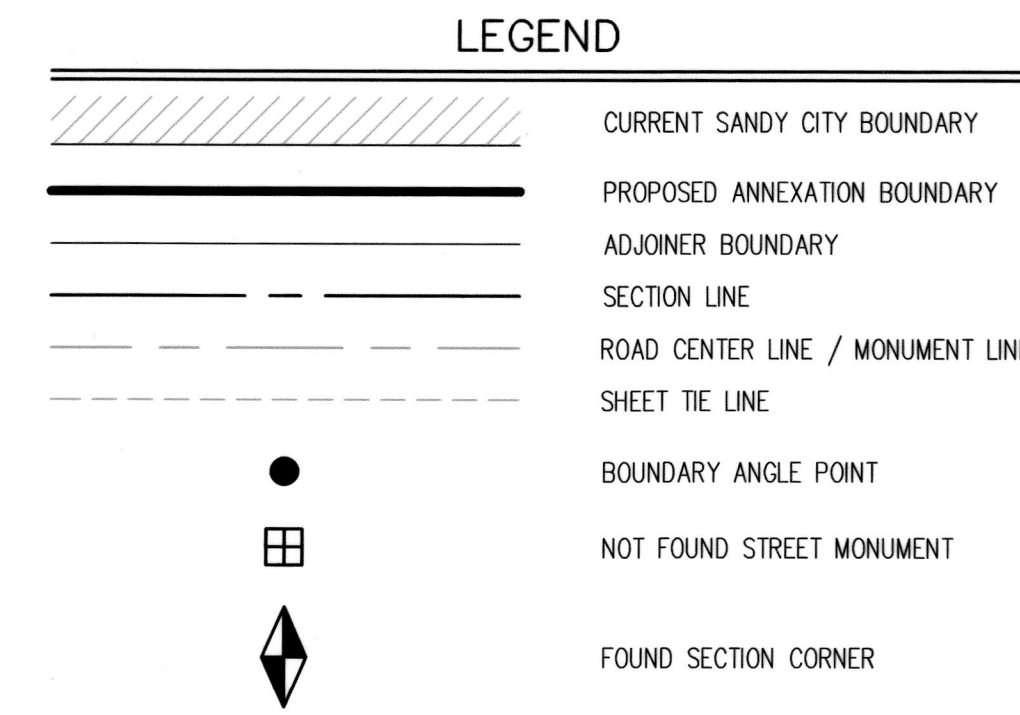 LEGEND
CURRENT SANDY CITY BOUNDARY
PROPOSED ANNEXATION BOUNDARY
ADJOINER BOUNDARY
SECTION LINE
ROAD CENTER LINE / MONUMENT LINE
SHEET TIE LINE
BOUNDARY ANGLE POINT
NOT FOUND STREET MONUMENT
FOUND SECTION CORNER